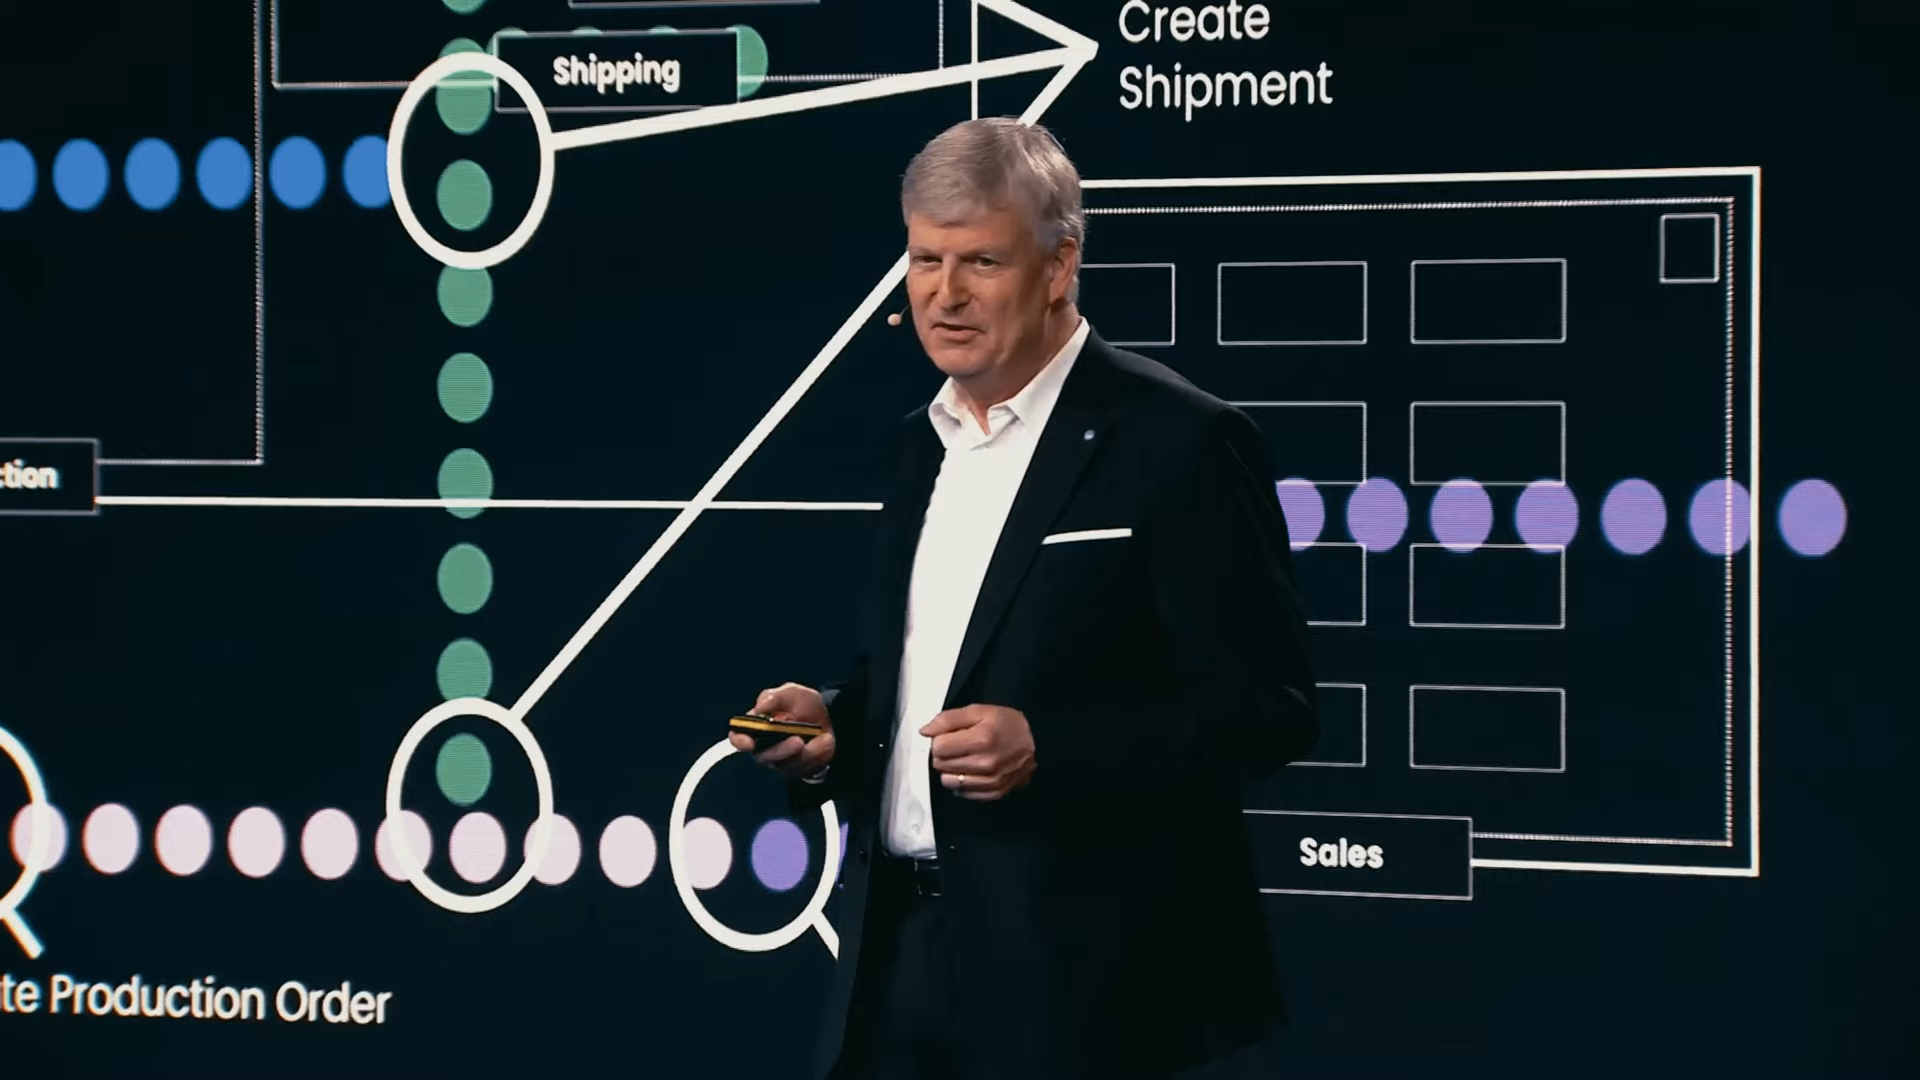 Create
Shipment
Shipping
ction
Sales
te Production Order